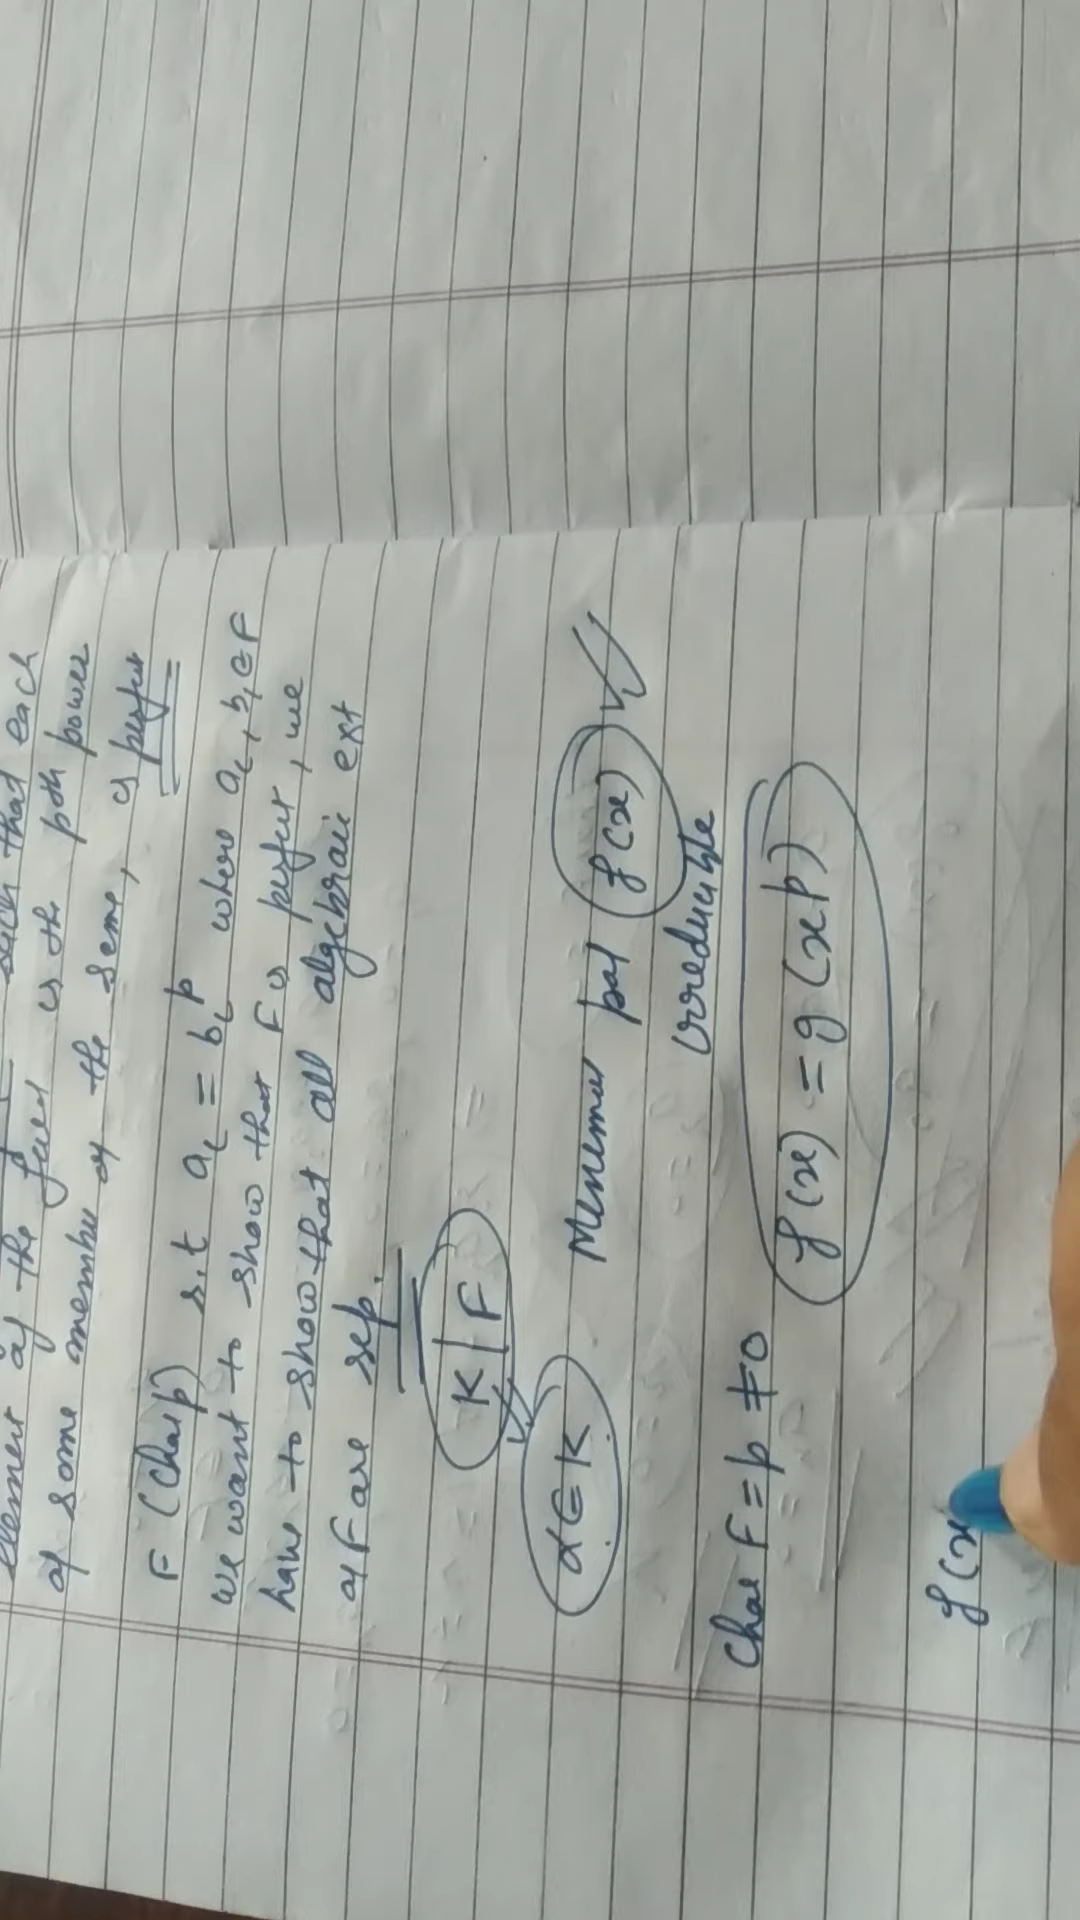 element of the field is the pth power
of some member of the same, is perfect
F (Char p) s.t a_i = b_i^p where a_i, b_i ∈ F
we want to show that F is perfect, we
have to show that all algebraic ext
of F are sep.
K | F
α ∈ K Minimal pol f(x)
irreducible
Char F = p ≠ 0 f(x) = g(x^p)
f(x